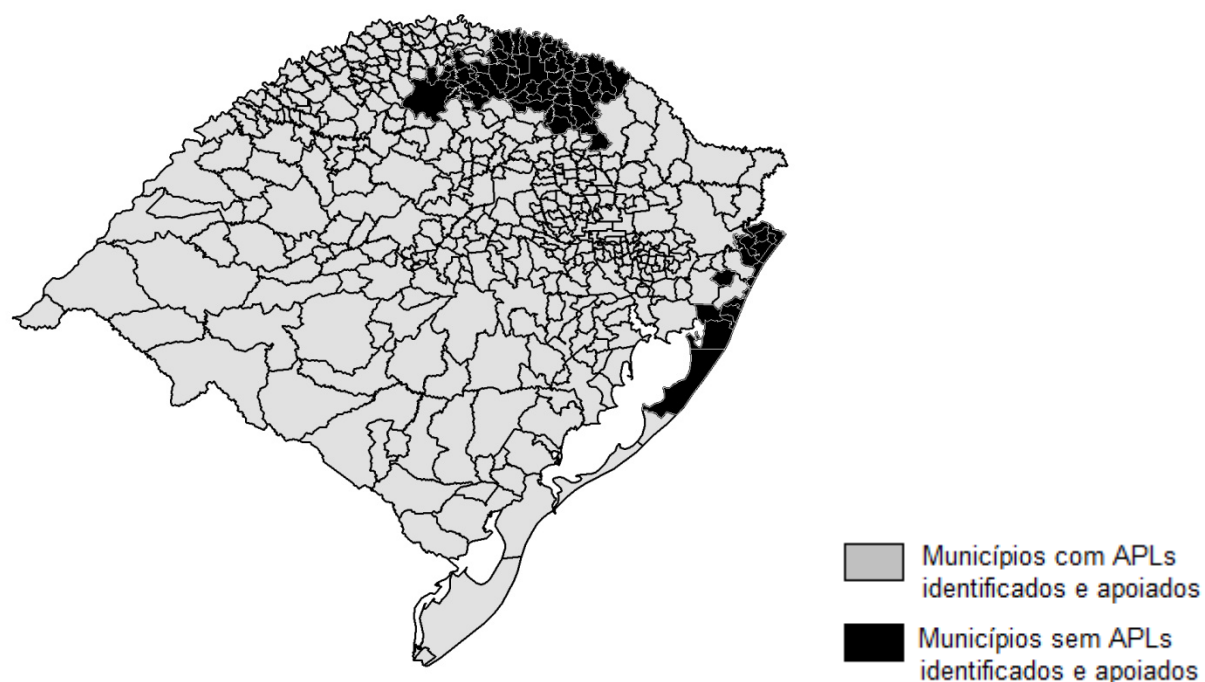 Municípios com APLs
identificados e apoiados
Municípios sem APLs
identificados e apoiados